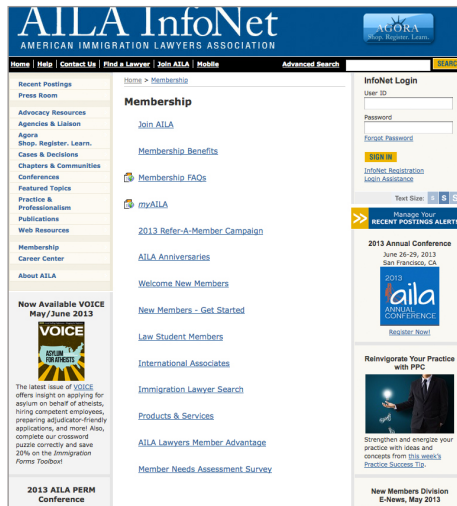 AILA InfoNet
AMERICAN IMMIGRATION LAWYERS ASSOCIATION
AGORA
Shop. Register. Learn.
Home | Help | Contact Us | Find a Lawyer | Join AILA | Mobile
Advanced Search
SEARC
Recent Postings
Press Room
Advocacy Resources
Agencies & Liaison
Agora
Shop. Register. Learn.
Cases & Decisions
Chapters & Communities
Conferences
Featured Topics
Practice &
Professionalism
Publications
Web Resources
Membership
Career Center
About AILA
Now Available VOICE
May/June 2013
VOICE
ASYLUM
FOR ATHEISTS
The latest issue of VOICE
offers insight on applying for
asylum on behalf of atheists,
hiring competent employees,
preparing adjudicator-friendly
applications, and more! Also,
complete our crossword
puzzle correctly and save
20% on the Immigration
Forms Toolbox!
2013 AILA PERM
Conference
Home > Membership
Membership
Join AILA
Membership Benefits
Membership FAQs
myAILA
2013 Refer-A-Member Campaign
AILA Anniversaries
Welcome New Members
New Members - Get Started
Law Student Members
International Associates
Immigration Lawyer Search
Products & Services
AILA Lawyers Member Advantage
Member Needs Assessment Survey
InfoNet Login
User ID
Password
Forgot Password
SIGN IN
InfoNet Registration
Login Assistance
Text Size: S S S
Manage Your
RECENT POSTINGS ALERT
2013 Annual Conference
June 26-29, 2013
San Francisco, CA
2013
aila
ANNUAL
CONFERENCE
Register Now!
Reinvigorate Your Practice
with PPC
Strengthen and energize your
practice with ideas and
concepts from this week's
Practice Success Tip.
New Members Division
E-News, May 2013